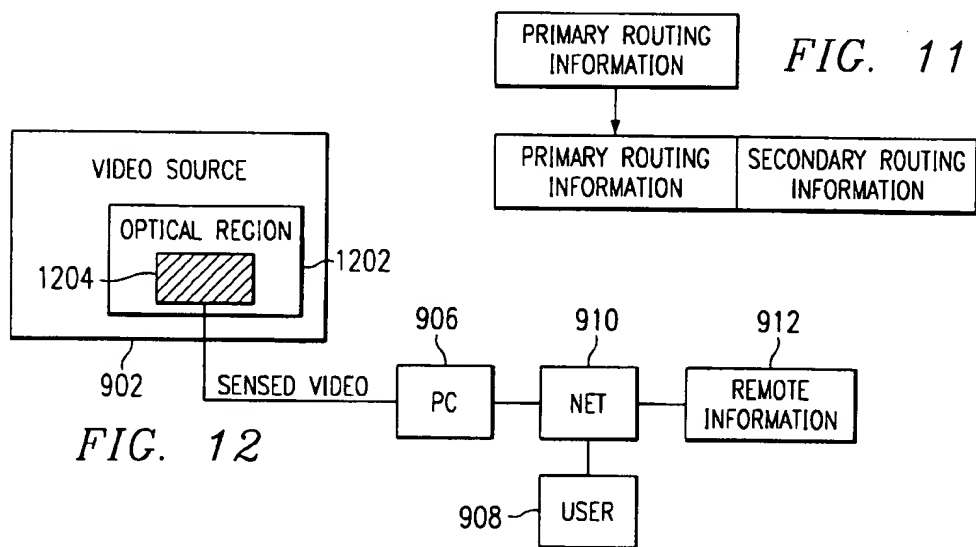 PRIMARY ROUTING
INFORMATION
FIG. 11
PRIMARY ROUTING
INFORMATION
SECONDARY ROUTING
INFORMATION
VIDEO SOURCE
OPTICAL REGION
1204
1202
902
SENSED VIDEO
906
PC
910
NET
912
REMOTE
INFORMATION
908
USER
FIG. 12